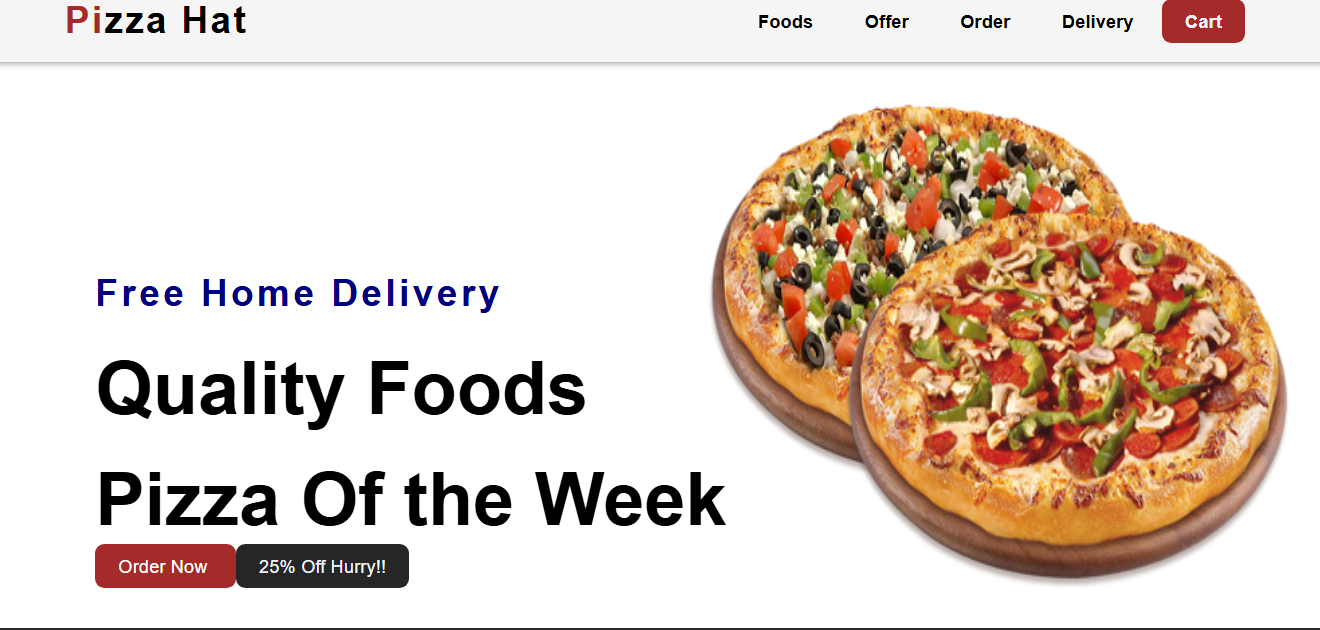 Pizza Hat
Foods Offer Order Delivery Cart
Free Home Delivery
Quality Foods
Pizza Of the Week
Order Now 25% Off Hurry!!